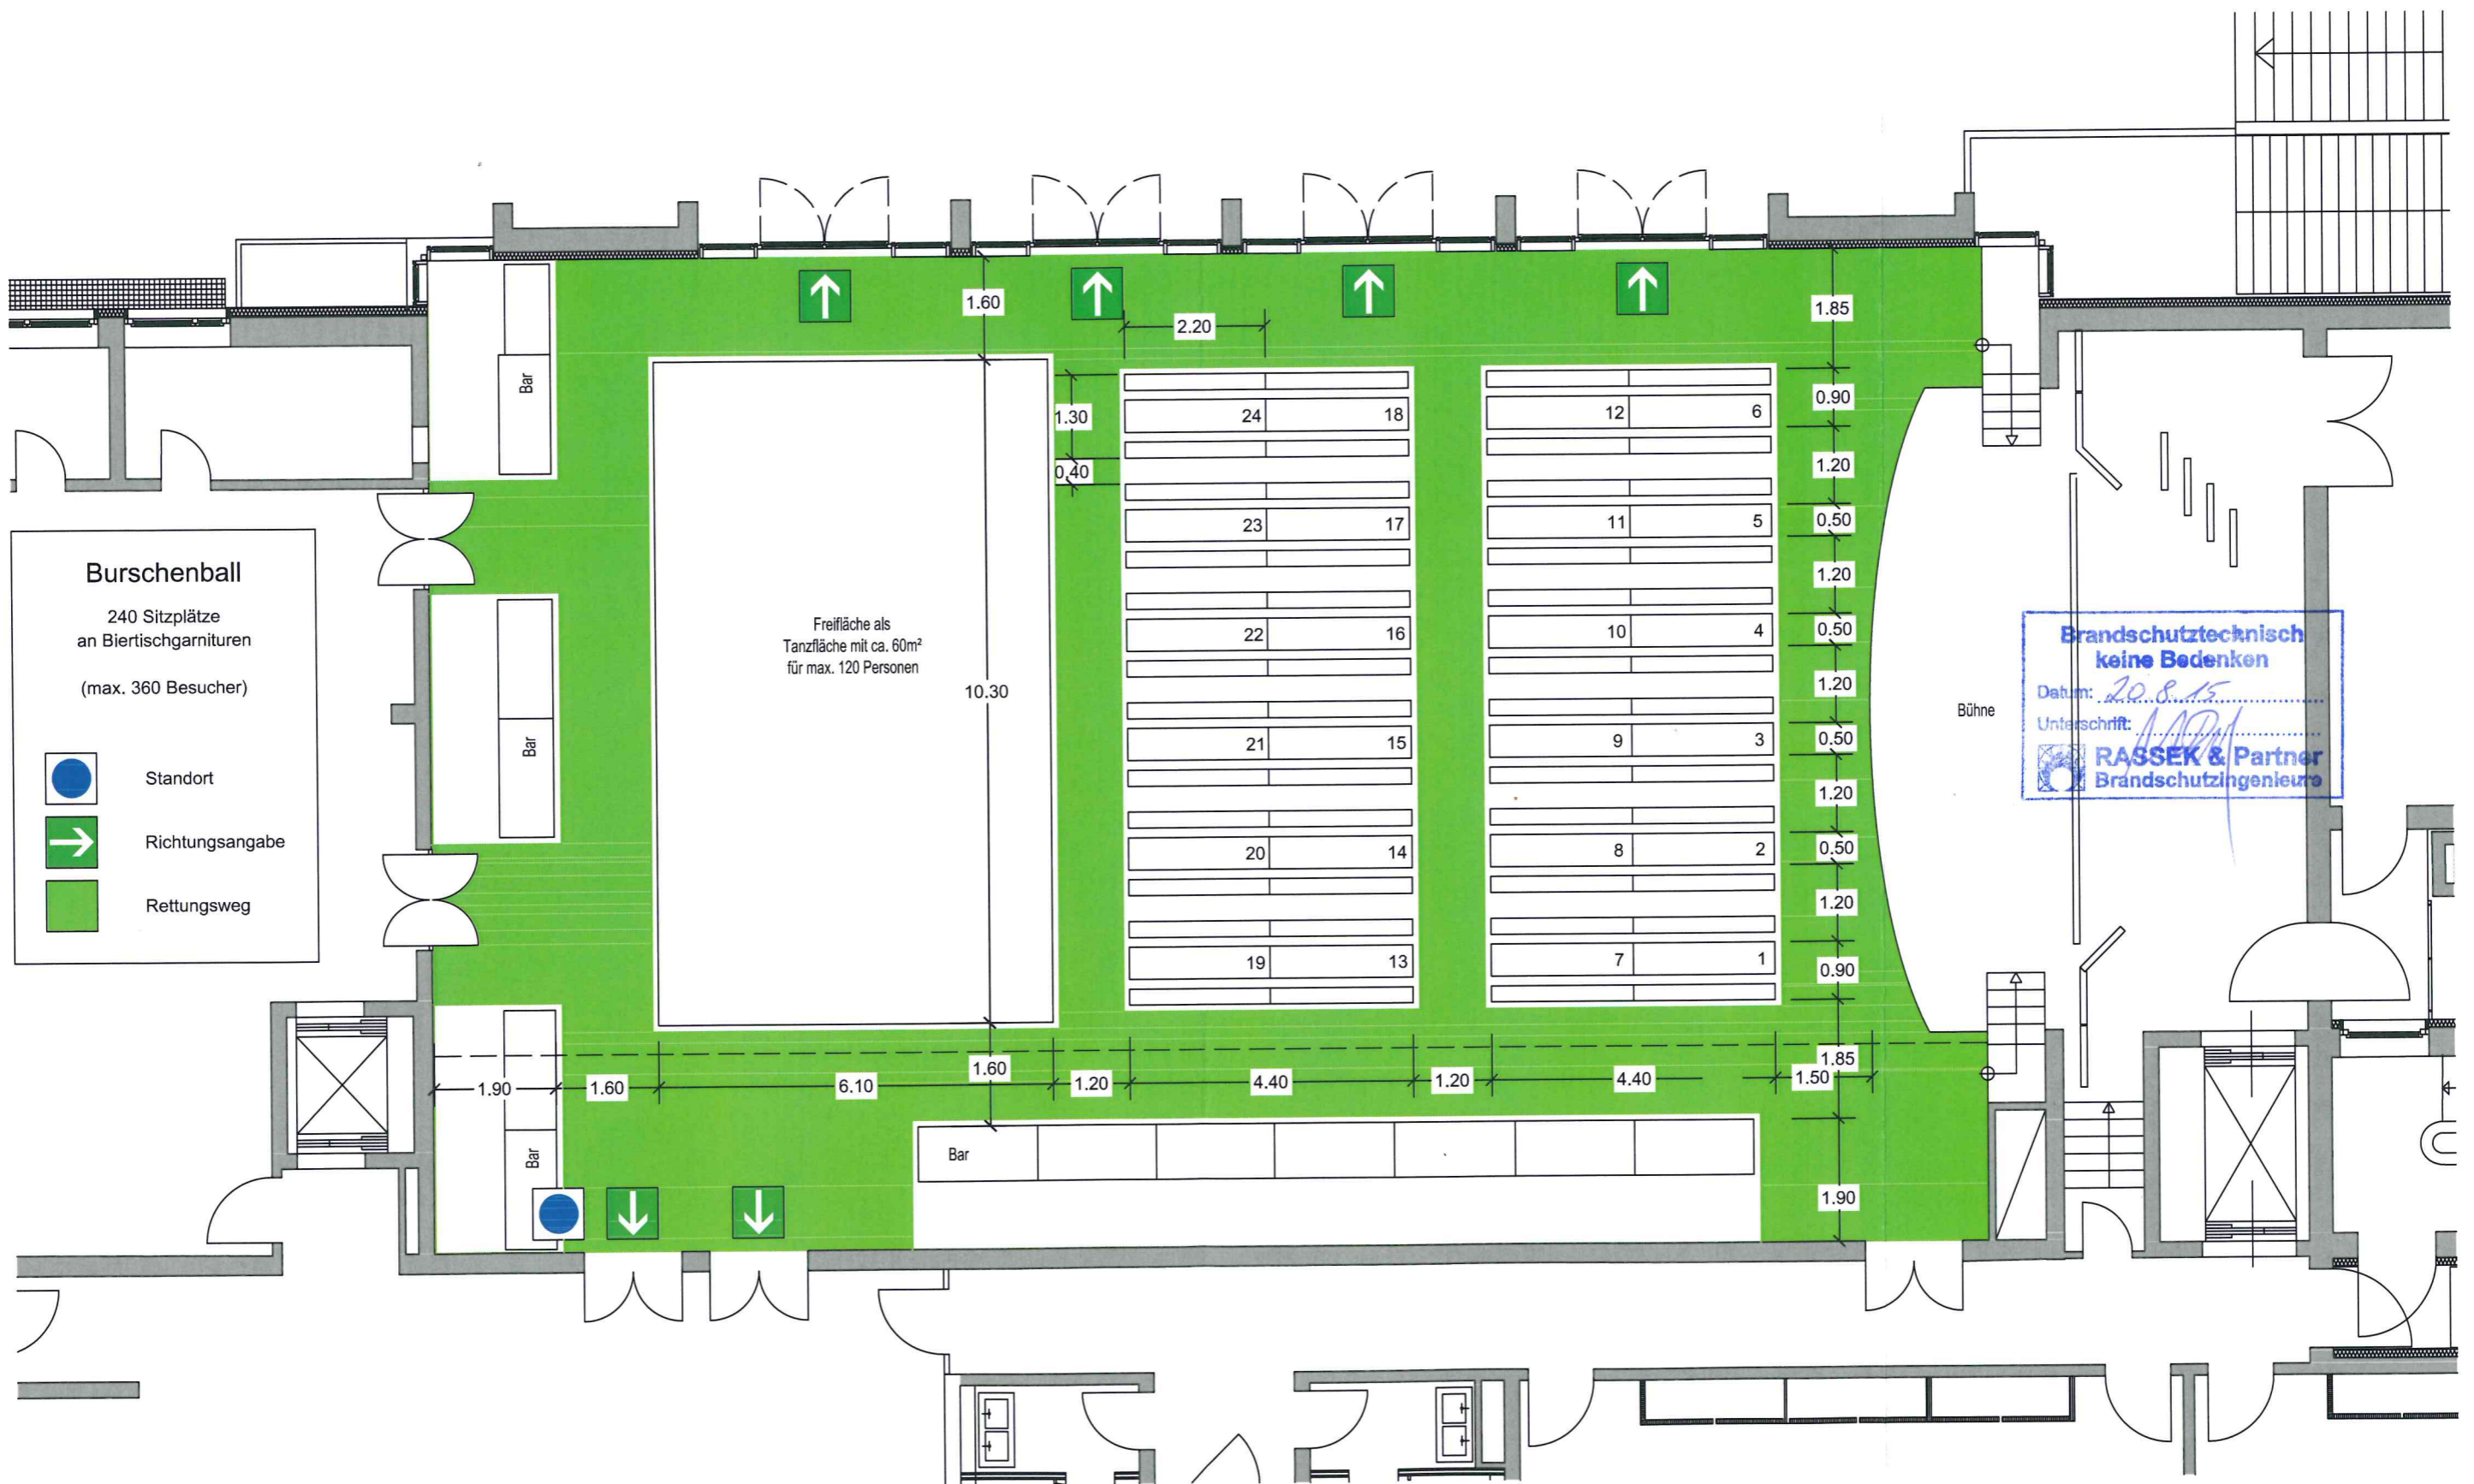 1.60
1.85
2.20
Bar
1.30
0.40
24
18
12
6
0.90
1.20
23
17
11
5
0.50
1.20
22
16
10
4
0.50
1.20
21
15
9
3
0.50
1.20
20
14
8
2
0.50
1.20
19
13
7
1
0.90
Burschenball
240 Sitzplätze
an Biertischgarnituren
(max. 360 Besucher)
Standort
Richtungsangabe
Rettungsweg
Freifläche als
Tanzfläche mit ca. 60m²
für max. 120 Personen
10.30
Bar
Bühne
Brandschutztechnisch
keine Bedenken
Datum: 20.8.15
Unterschrift:
RASSEK & Partner
Brandschutzingenieure
1.90
1.60
6.10
1.60
1.20
4.40
1.20
4.40
1.50
1.85
Bar
Bar
1.90